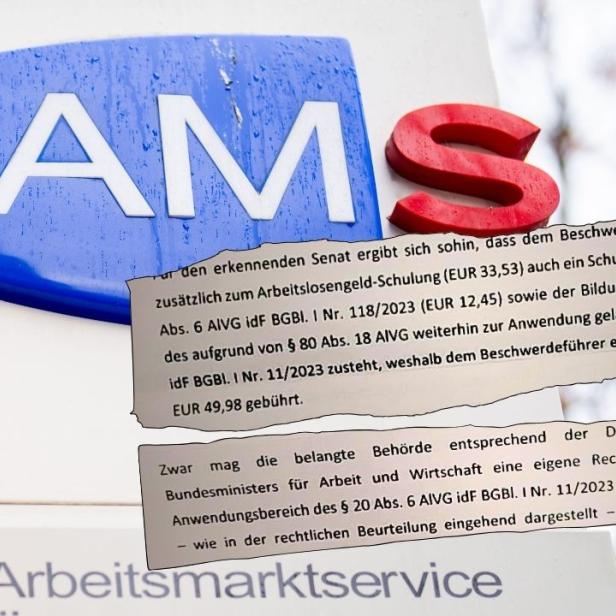 AMS
Für den erkennenden Senat ergibt sich sohin, dass dem Beschwe
zusätzlich zum Arbeitslosengeld-Schulung (EUR 33,53) auch ein Schu
Abs. 6 AlVG idF BGBl. I Nr. 118/2023 (EUR 12,45) sowie der Bildu
des aufgrund von § 80 Abs. 18 AlVG weiterhin zur Anwendung gel
idF BGBl. I Nr. 11/2023 zusteht, weshalb dem Beschwerdeführer e
EUR 49,98 gebührt.
Zwar mag die belangte Behörde entsprechend der D
Bundesministers für Arbeit und Wirtschaft eine eigene Rec
Anwendungsbereich des § 20 Abs. 6 AlVG idF BGBl. I Nr. 11/2023
– wie in der rechtlichen Beurteilung eingehend dargestellt –
Arbeitsmarktservice